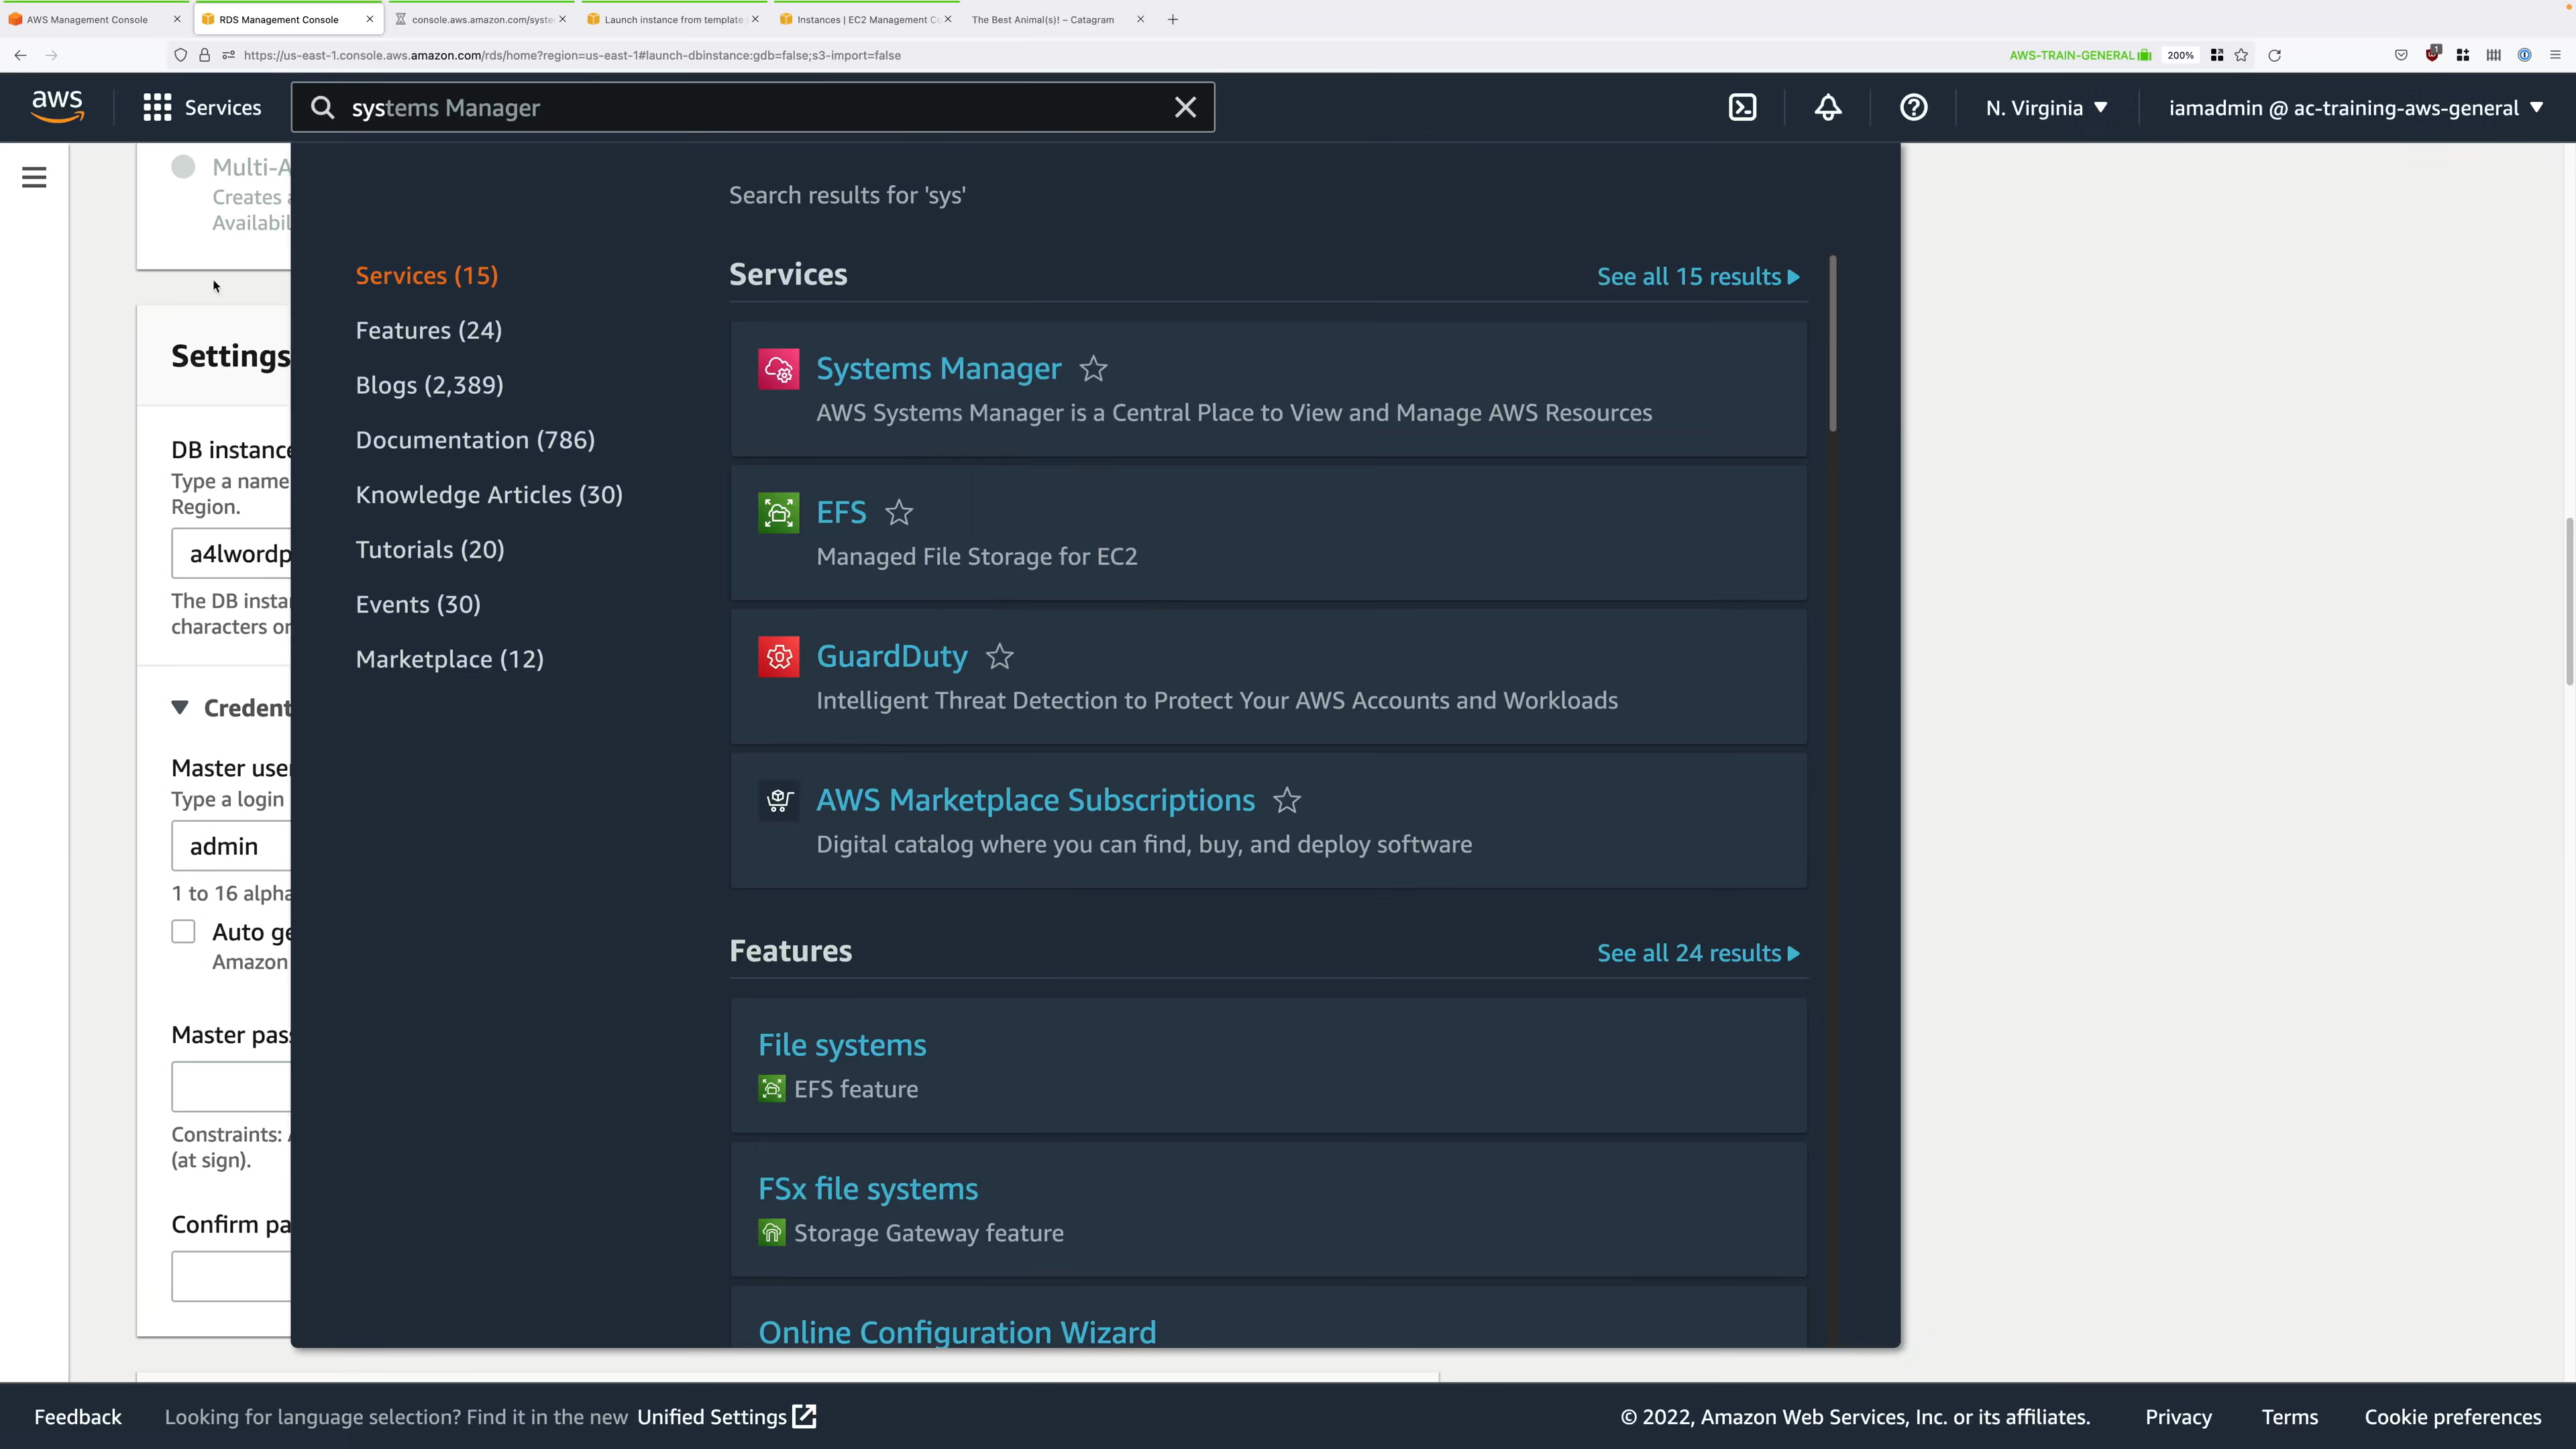 AWS Management Console
RDS Management Console
console.aws.amazon.com/syste
Launch instance from template
Instances | EC2 Management Co
The Best Animal(s)! – Catagram
https://us-east-1.console.aws.amazon.com/rds/home?region=us-east-1#launch-dbinstance:gdb=false;s3-import=false
AWS-TRAIN-GENERAL
200%
1
aws
Services
systems Manager
N. Virginia
iamadmin @ ac-training-aws-general
Multi-A
Creates a
Availabil
Settings
DB instance
Type a name
Region.
a4lwordp
The DB insta
characters or
Credent
Master user
Type a login
admin
1 to 16 alpha
Auto ge
Amazon
Master pass
Constraints: A
(at sign).
Confirm pa
Search results for 'sys'
Services (15)
Features (24)
Blogs (2,389)
Documentation (786)
Knowledge Articles (30)
Tutorials (20)
Events (30)
Marketplace (12)
Services
See all 15 results
Systems Manager
AWS Systems Manager is a Central Place to View and Manage AWS Resources
EFS
Managed File Storage for EC2
GuardDuty
Intelligent Threat Detection to Protect Your AWS Accounts and Workloads
AWS Marketplace Subscriptions
Digital catalog where you can find, buy, and deploy software
Features
See all 24 results
File systems
EFS feature
FSx file systems
Storage Gateway feature
Online Configuration Wizard
Feedback
Looking for language selection? Find it in the new Unified Settings
© 2022, Amazon Web Services, Inc. or its affiliates.
Privacy
Terms
Cookie preferences